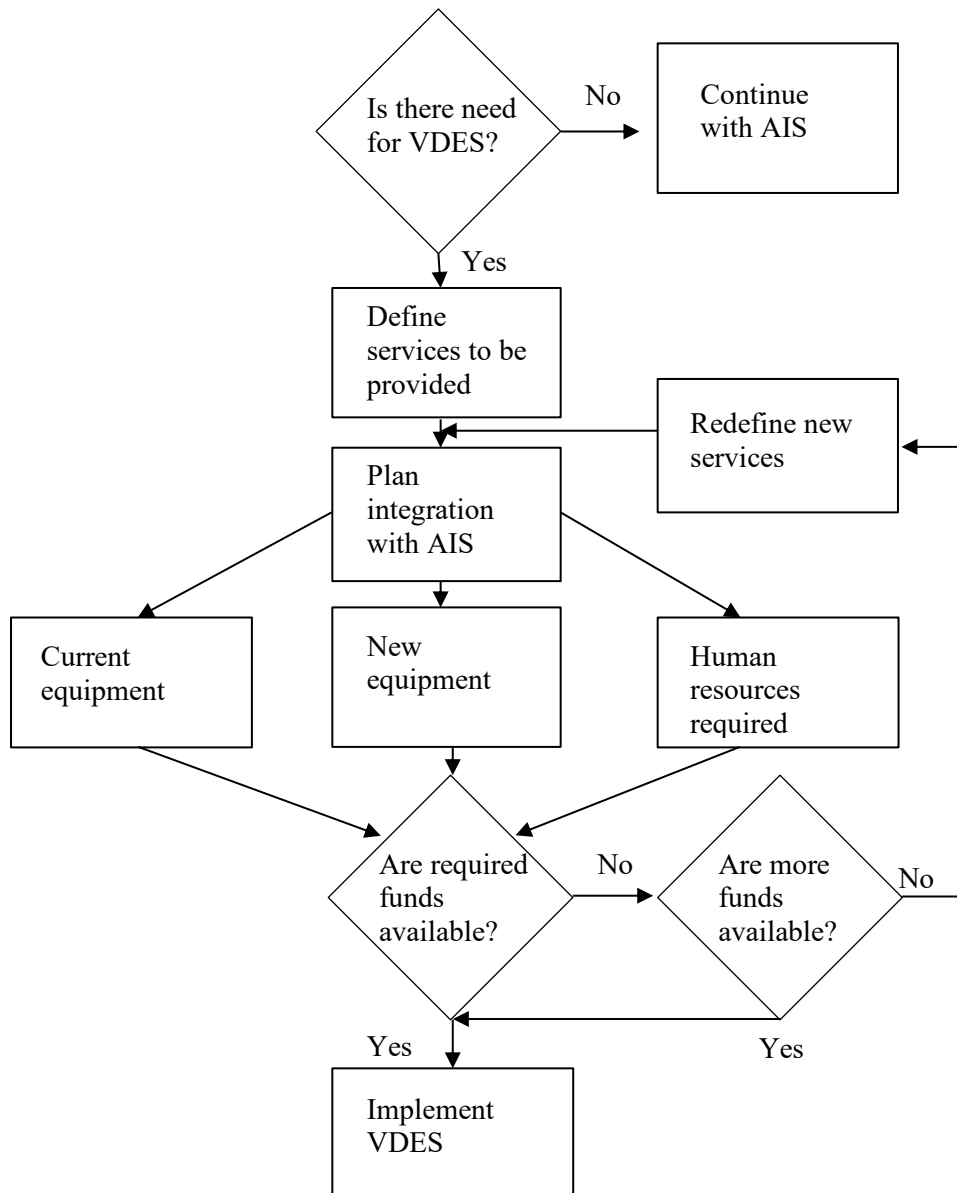 Is there need
for VDES?
No
Continue
with AIS
Yes
Define
services to be
provided
Redefine new
services
Plan
integration
with AIS
Current
equipment
New
equipment
Human
resources
required
Are required
funds
available?
No
Are more
funds
available?
No
Yes
Yes
Implement
VDES